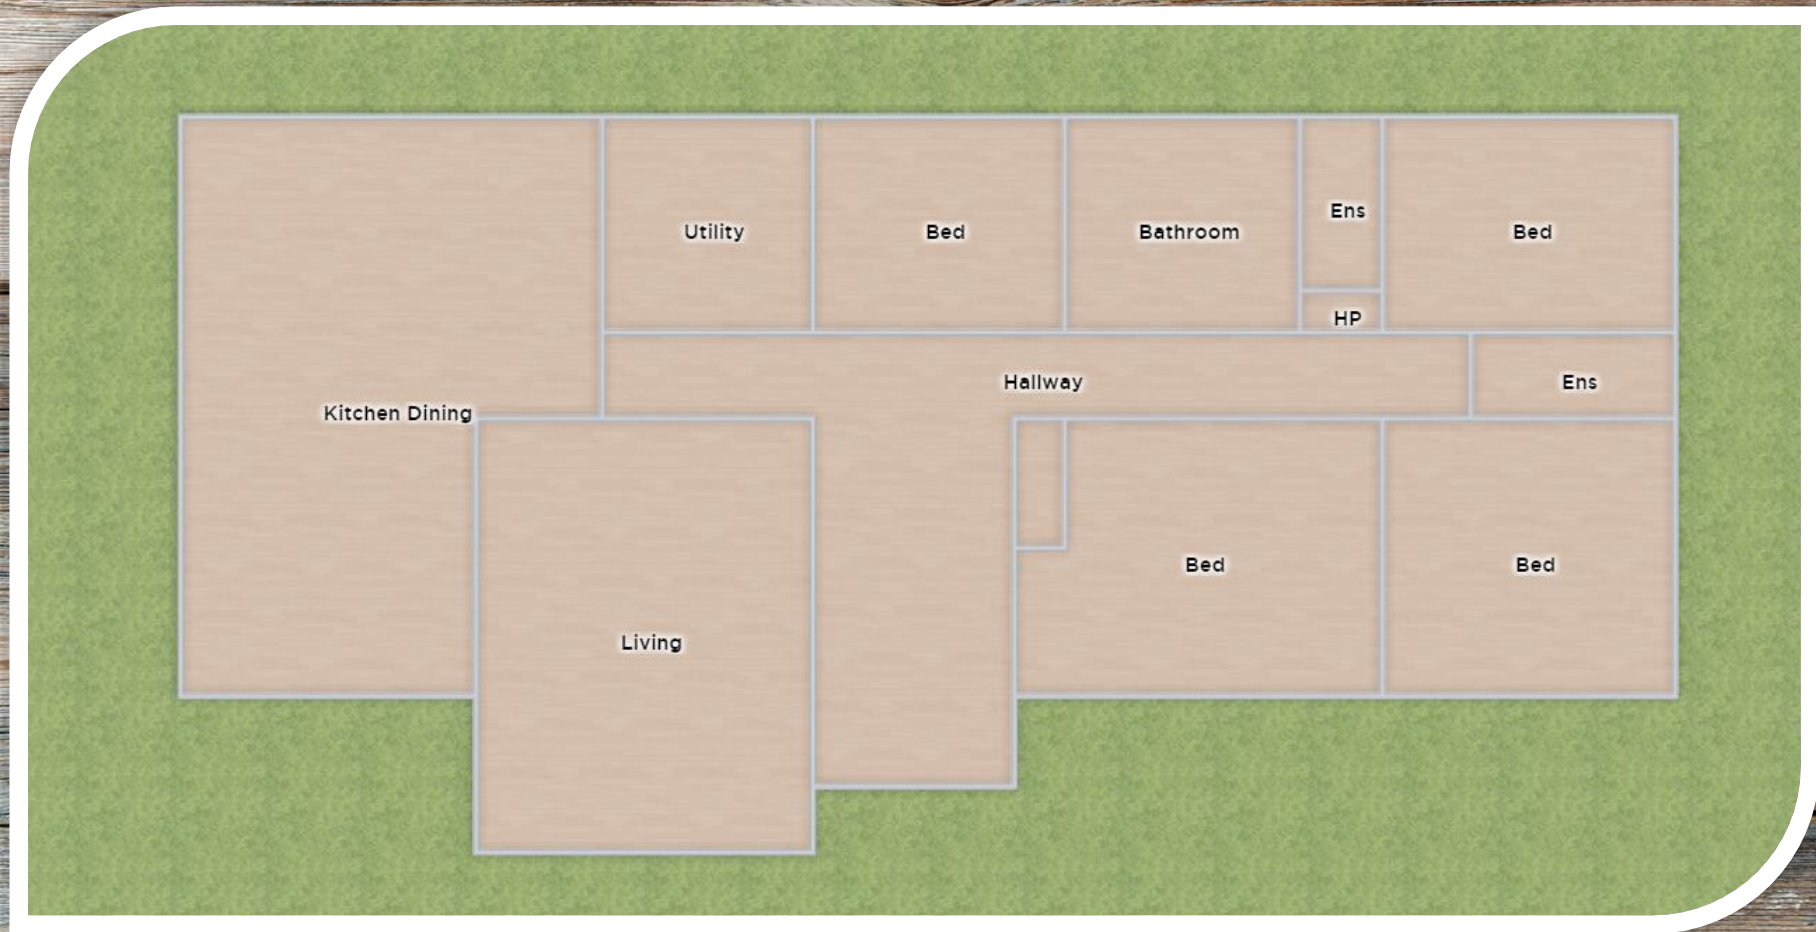 Utility
Bed
Bathroom
Ens
Bed
HP
Hallway
Ens
Kitchen Dining
Living
Bed
Bed